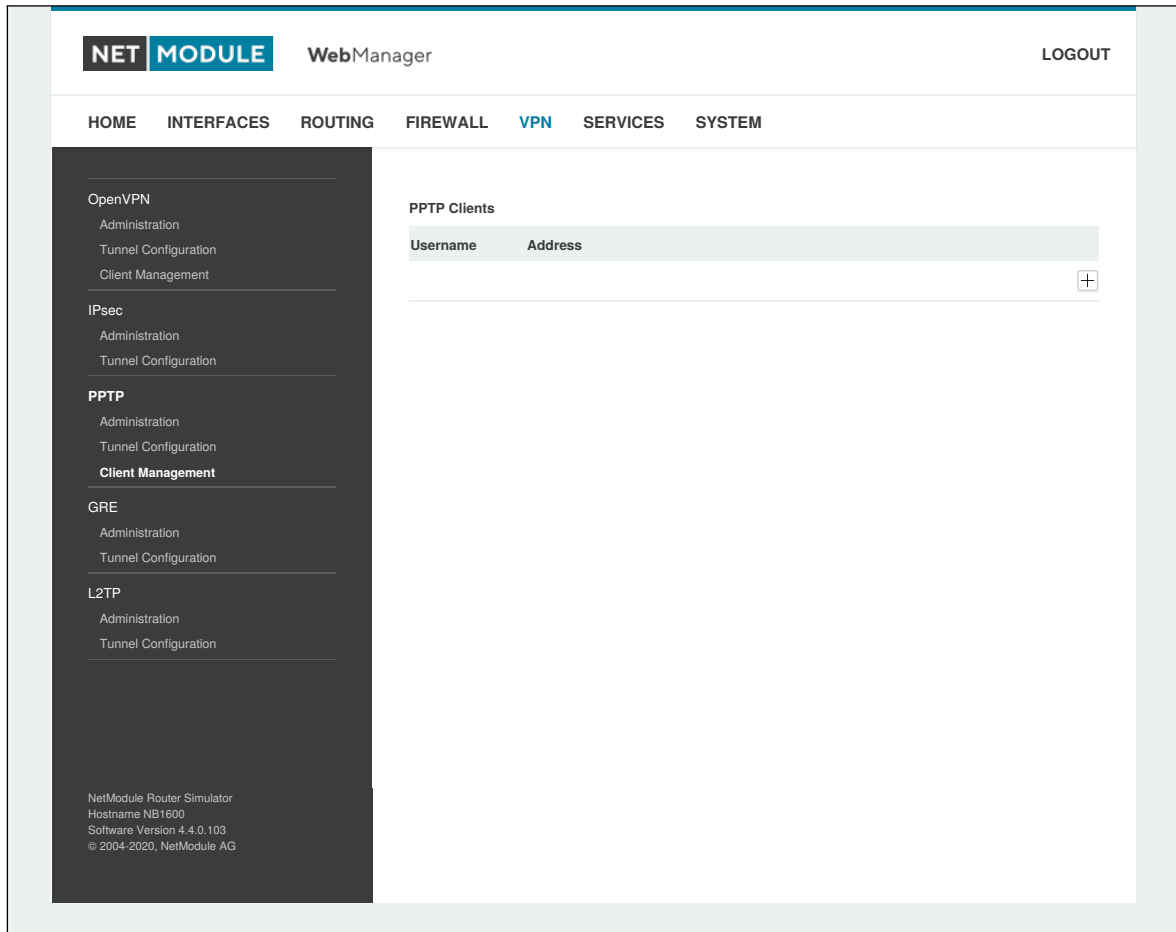 NET MODULE WebManager LOGOUT
HOME INTERFACES ROUTING FIREWALL VPN SERVICES SYSTEM
OpenVPN
Administration
Tunnel Configuration
Client Management
IPsec
Administration
Tunnel Configuration
PPTP
Administration
Tunnel Configuration
Client Management
GRE
Administration
Tunnel Configuration
L2TP
Administration
Tunnel Configuration
NetModule Router Simulator
Hostname NB1600
Software Version 4.4.0.103
© 2004-2020, NetModule AG
PPTP Clients
Username Address